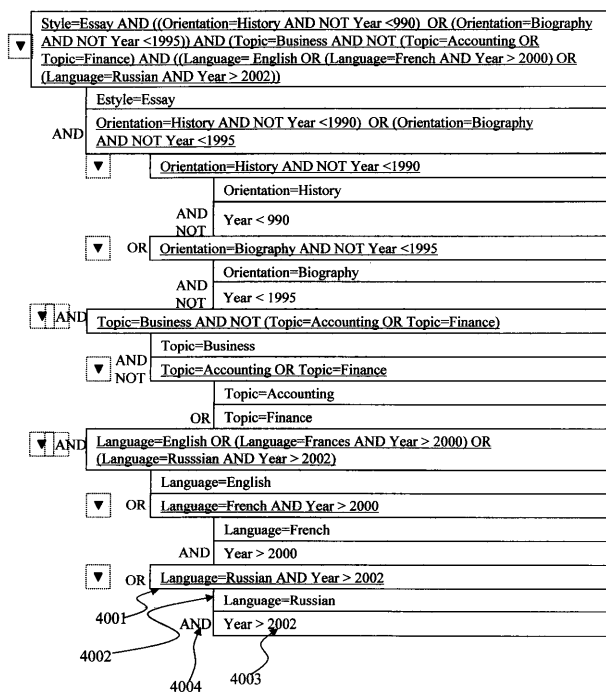 Style=Essay AND ((Orientation=History AND NOT Year <990) OR (Orientation=Biography
AND NOT Year <1995)) AND (Topic=Business AND NOT (Topic=Accounting OR
Topic=Finance) AND ((Language= English OR (Language=French AND Year > 2000) OR
(Language=Russian AND Year > 2002))
Estyle=Essay
AND
Orientation=History AND NOT Year <1990) OR (Orientation=Biography
AND NOT Year <1995
Orientation=History AND NOT Year <1990
Orientation=History
AND NOT
Year < 990
OR
Orientation=Biography AND NOT Year <1995
Orientation=Biography
AND NOT
Year < 1995
AND
Topic=Business AND NOT (Topic=Accounting OR Topic=Finance)
Topic=Business
AND NOT
Topic=Accounting OR Topic=Finance
Topic=Accounting
OR
Topic=Finance
AND
Language=English OR (Language=Frances AND Year > 2000) OR
(Language=Russsian AND Year > 2002)
Language=English
OR
Language=French AND Year > 2000
Language=French
AND
Year > 2000
OR
Language=Russian AND Year > 2002
Language=Russian
AND
Year > 2002
4001
4002
4004
4003